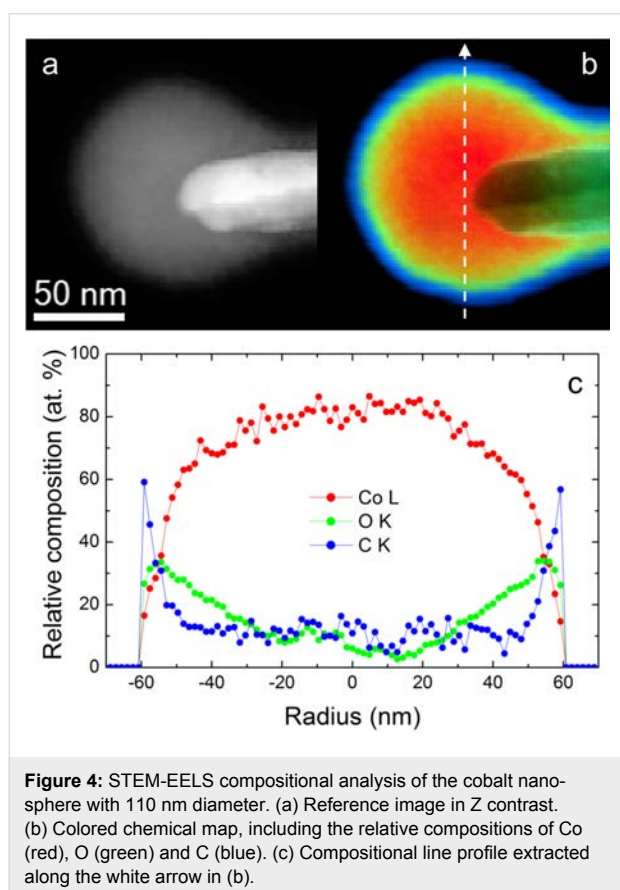 a
b
50 nm
100
80
60
40
20
0
Relative composition (at. %)
c
Co L
O K
C K
-60 -40 -20 0 20 40 60
Radius (nm)
Figure 4: STEM-EELS compositional analysis of the cobalt nano-
sphere with 110 nm diameter. (a) Reference image in Z contrast.
(b) Colored chemical map, including the relative compositions of Co
(red), O (green) and C (blue). (c) Compositional line profile extracted
along the white arrow in (b).